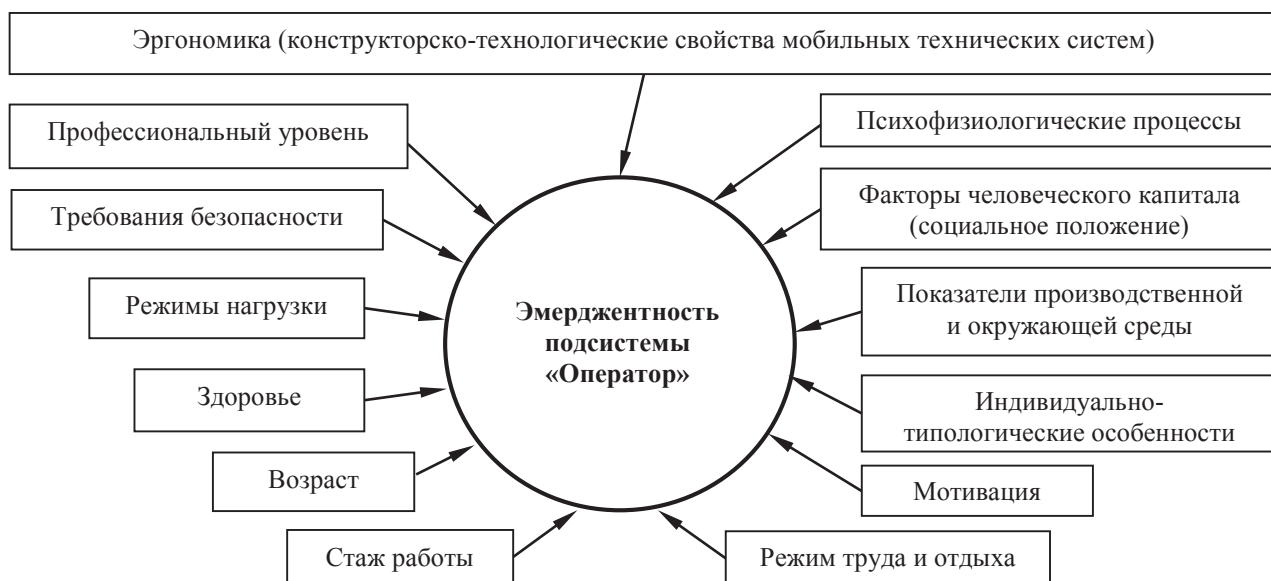 Эргономика (конструкторско-технологические свойства мобильных технических систем)
Профессиональный уровень
Требования безопасности
Режимы нагрузки
Здоровье
Возраст
Стаж работы
Эмерджентность
подсистемы
«Оператор»
Психофизиологические процессы
Факторы человеческого капитала
(социальное положение)
Показатели производственной
и окружающей среды
Индивидуально-
типологические особенности
Мотивация
Режим труда и отдыха